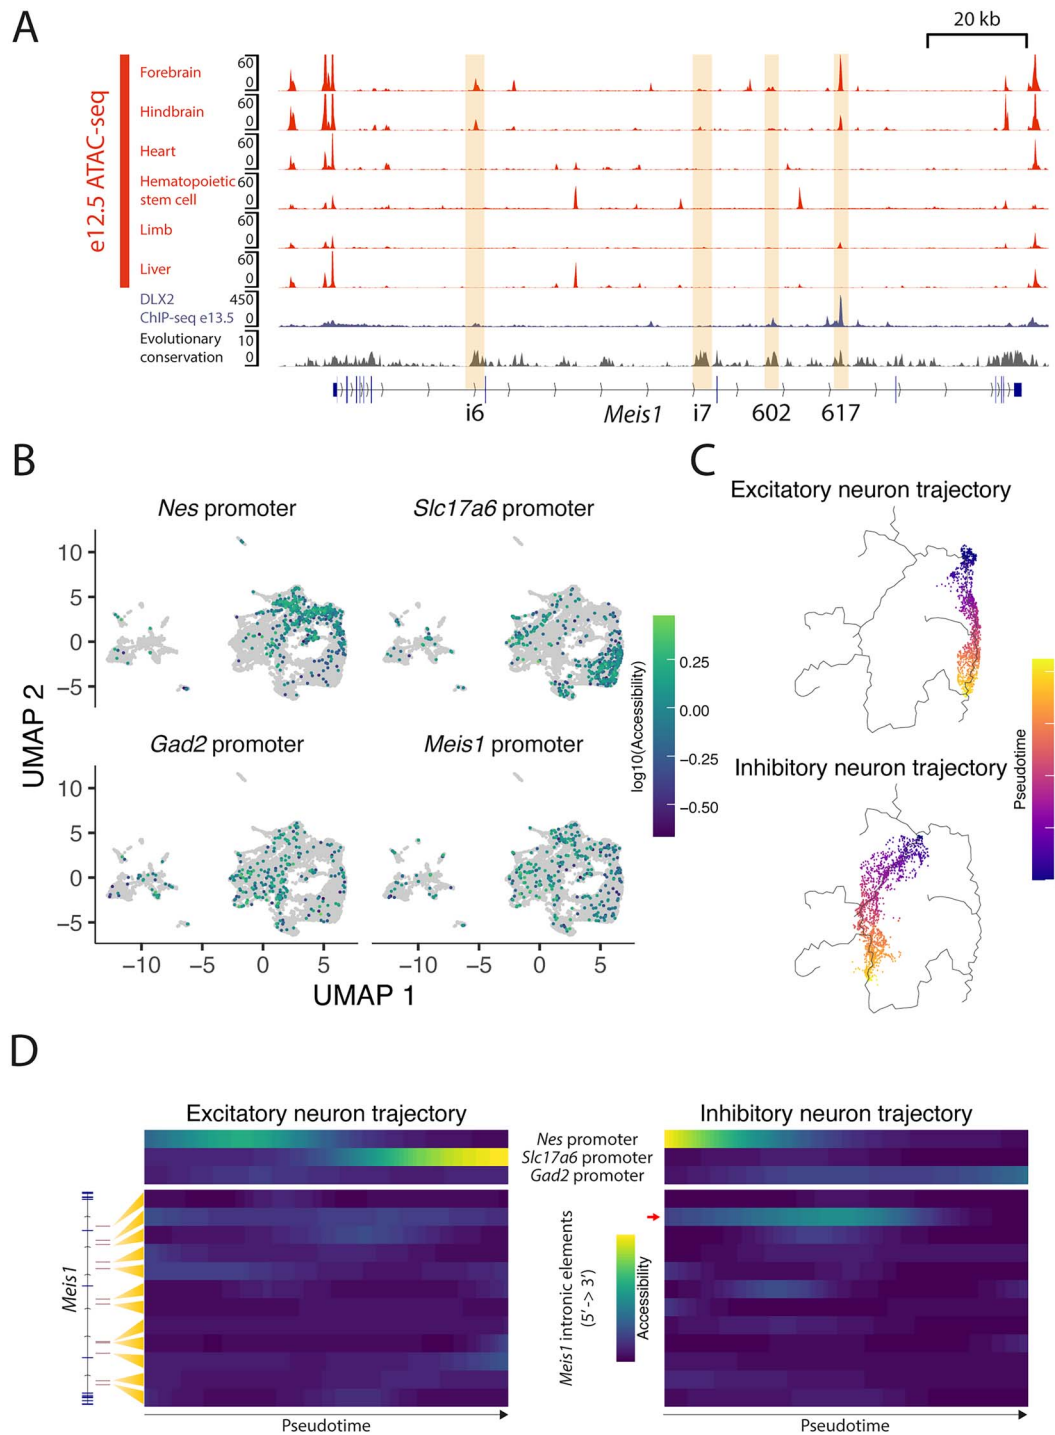 A
20 kb
e12.5 ATAC-seq
Forebrain
60
0
Hindbrain
60
0
Heart
60
0
Hematopoietic
stem cell
60
0
Limb
60
0
Liver
60
0
DLX2
ChIP-seq e13.5
450
0
Evolutionary
conservation
10
0
i6
Meis1
i7
602
617
B
Nes promoter
Slc17a6 promoter
10
5
0
−5
Gad2 promoter
Meis1 promoter
10
5
0
−5
−10
−5
0
5
−10
−5
0
5
UMAP 1
UMAP 2
log10(Accessibility)
0.25
0.00
−0.25
−0.50
C
Excitatory neuron trajectory
Inhibitory neuron trajectory
Pseudotime
D
Excitatory neuron trajectory
Inhibitory neuron trajectory
Nes promoter
Slc17a6 promoter
Gad2 promoter
Meis1
Meis1 intronic elements
(5′-> 3′)
Accessibility
Pseudotime
Pseudotime